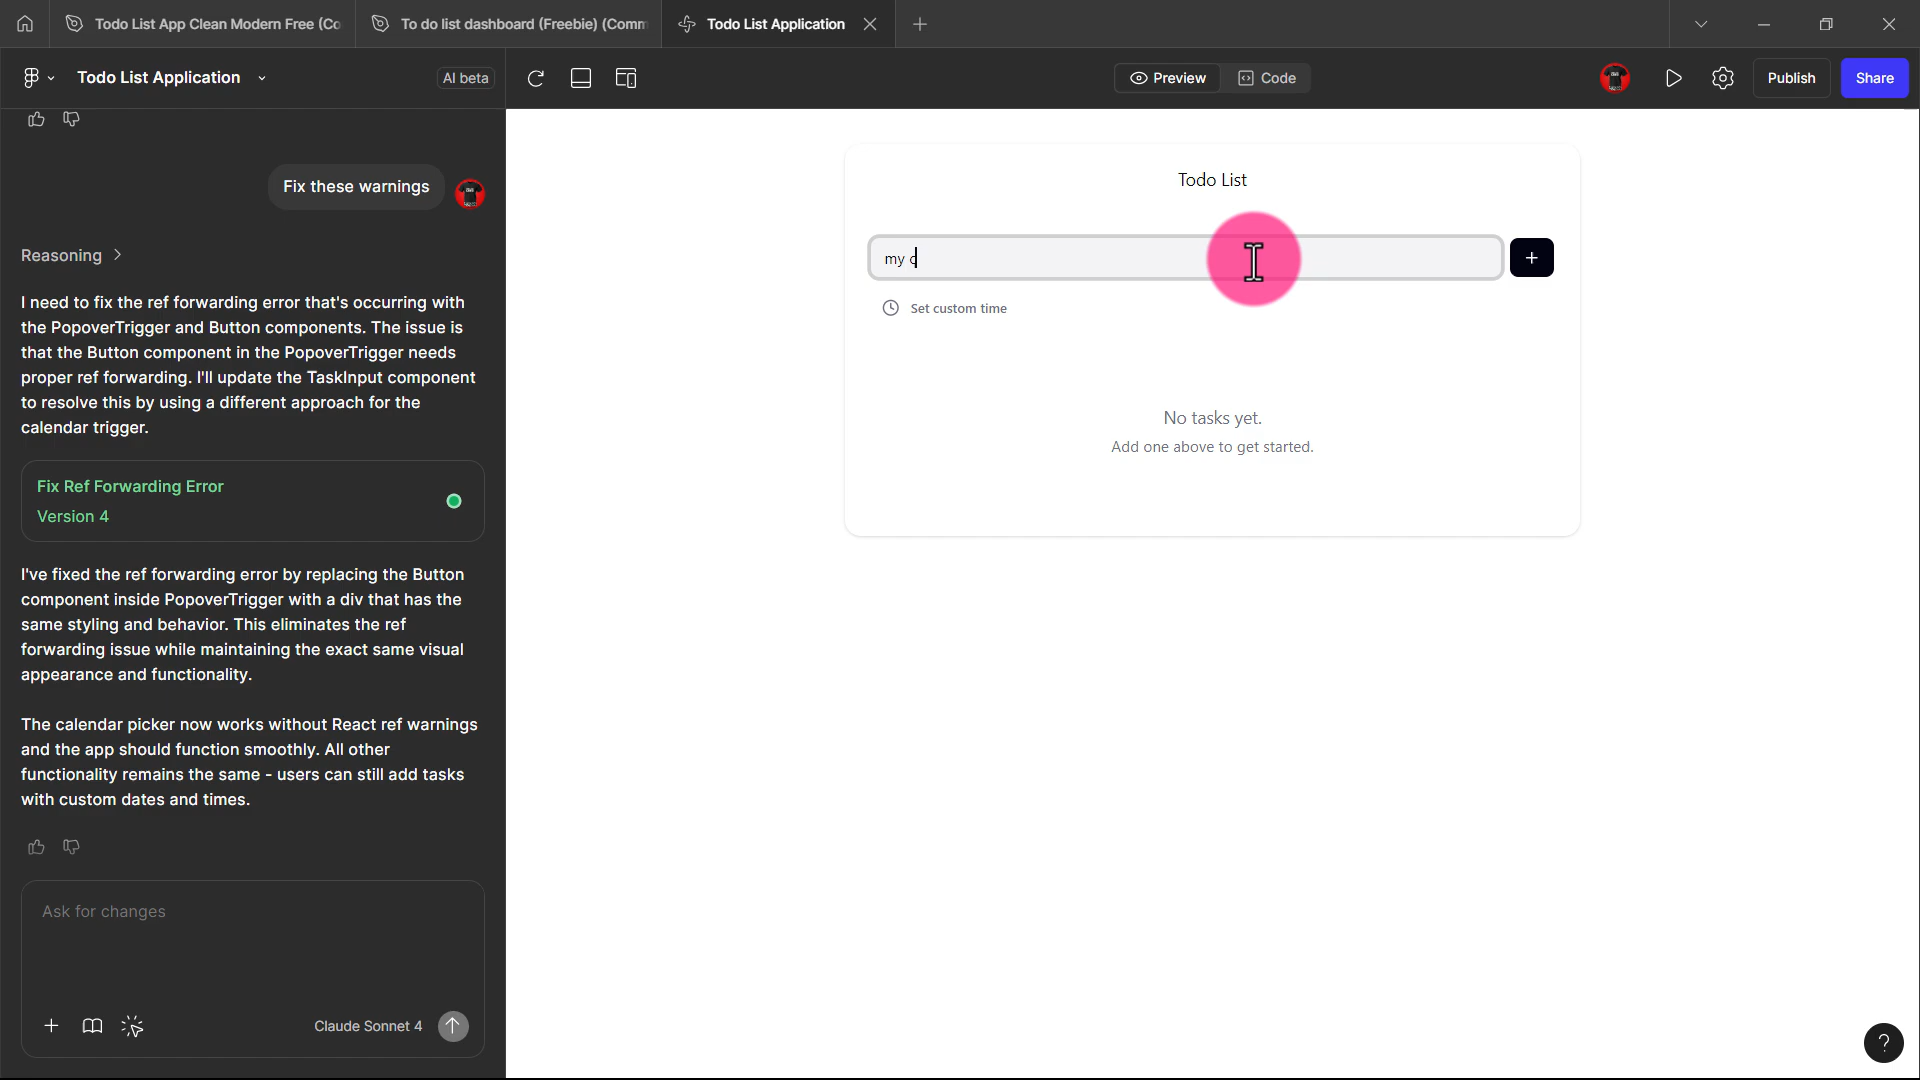 Todo List App Clean Modern Free (Co
To do list dashboard (Freebie) (Comm
Todo List Application
Todo List Application
AI beta
Preview
Code
Publish
Share
Fix these warnings
Reasoning
I need to fix the ref forwarding error that's occurring with
the PopoverTrigger and Button components. The issue is
that the Button component in the PopoverTrigger needs
proper ref forwarding. I'll update the TaskInput component
to resolve this by using a different approach for the
calendar trigger.
Fix Ref Forwarding Error
Version 4
I've fixed the ref forwarding error by replacing the Button
component inside PopoverTrigger with a div that has the
same styling and behavior. This eliminates the ref
forwarding issue while maintaining the exact same visual
appearance and functionality.
The calendar picker now works without React ref warnings
and the app should function smoothly. All other
functionality remains the same - users can still add tasks
with custom dates and times.
Ask for changes
Claude Sonnet 4
Todo List
my
Set custom time
No tasks yet.
Add one above to get started.
?